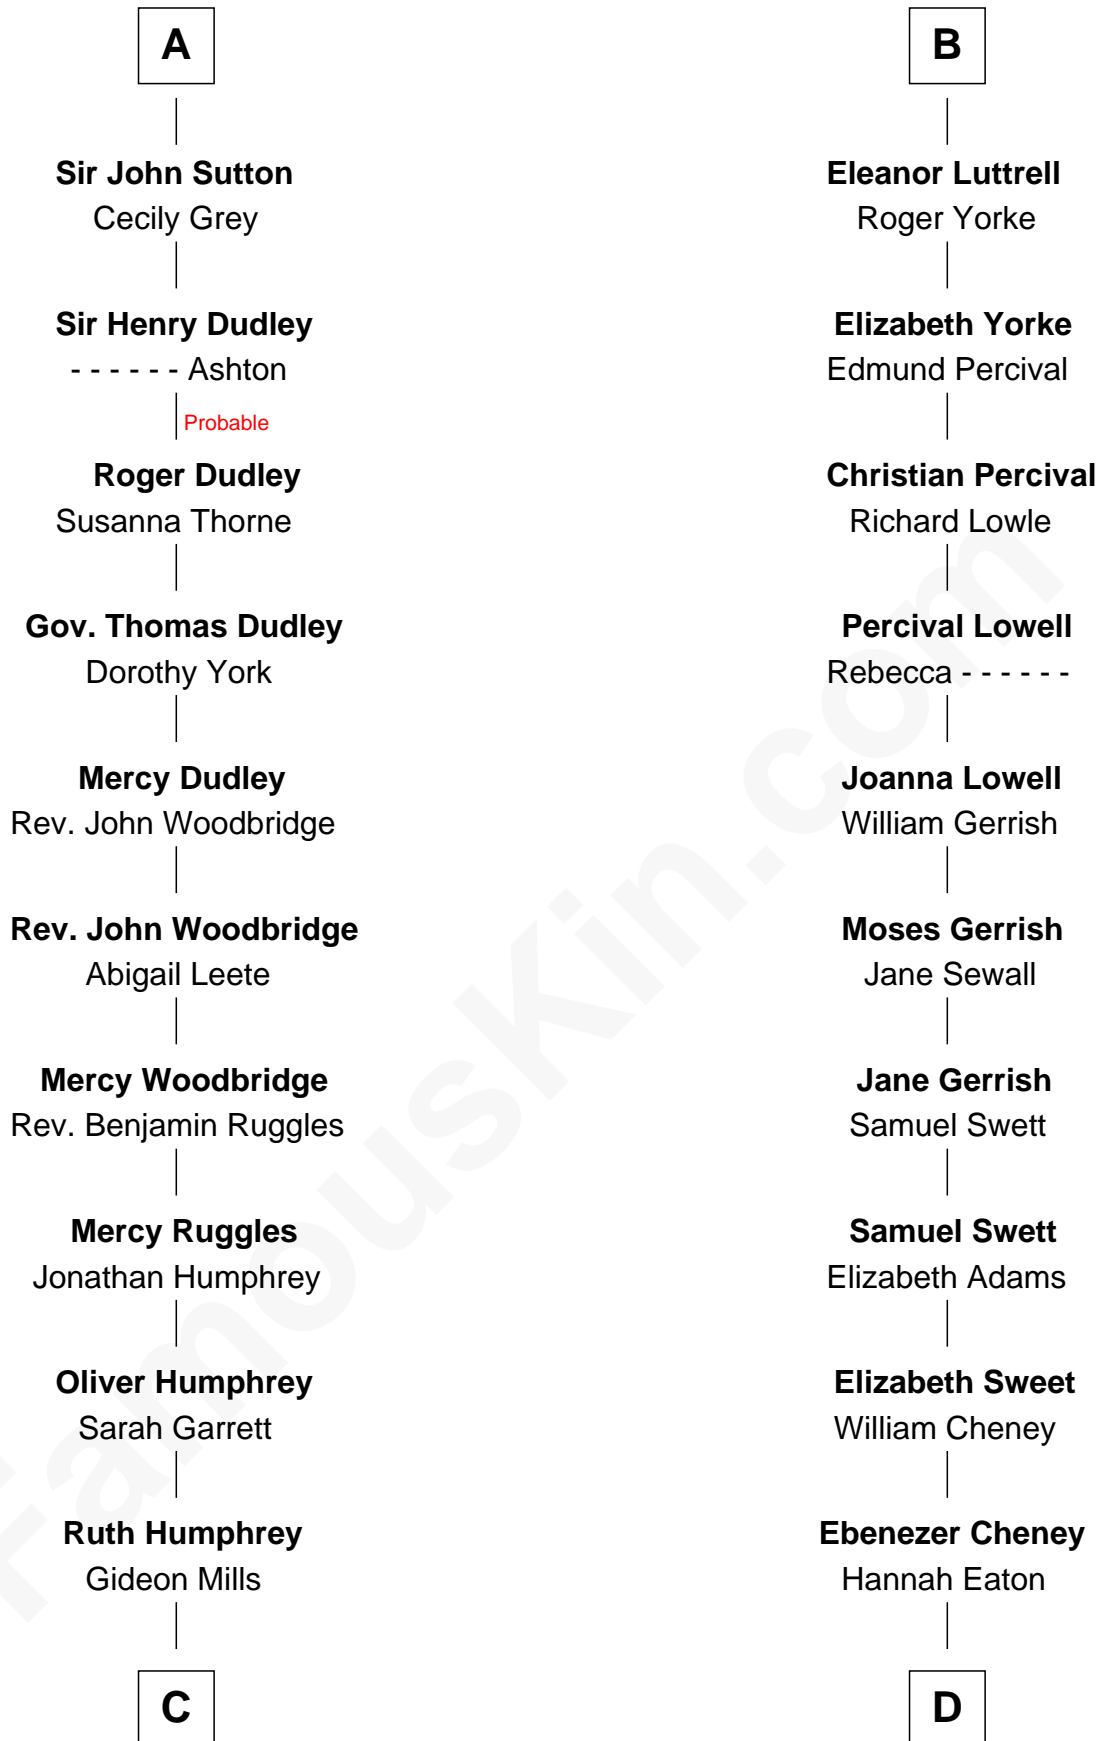 A
Sir John Sutton
Cecily Grey
Sir Henry Dudley
- - - - - - Ashton
Probable
Roger Dudley
Susanna Thorne
Gov. Thomas Dudley
Dorothy York
Mercy Dudley
Rev. John Woodbridge
Rev. John Woodbridge
Abigail Leete
Mercy Woodbridge
Rev. Benjamin Ruggles
Mercy Ruggles
Jonathan Humphrey
Oliver Humphrey
Sarah Garrett
Ruth Humphrey
Gideon Mills
C
B
Eleanor Luttrell
Roger Yorke
Elizabeth Yorke
Edmund Percival
Christian Percival
Richard Lowle
Percival Lowell
Rebecca - - - - - -
Joanna Lowell
William Gerrish
Moses Gerrish
Jane Sewall
Jane Gerrish
Samuel Swett
Samuel Swett
Elizabeth Adams
Elizabeth Sweet
William Cheney
Ebenezer Cheney
Hannah Eaton
D
FamousKin.com